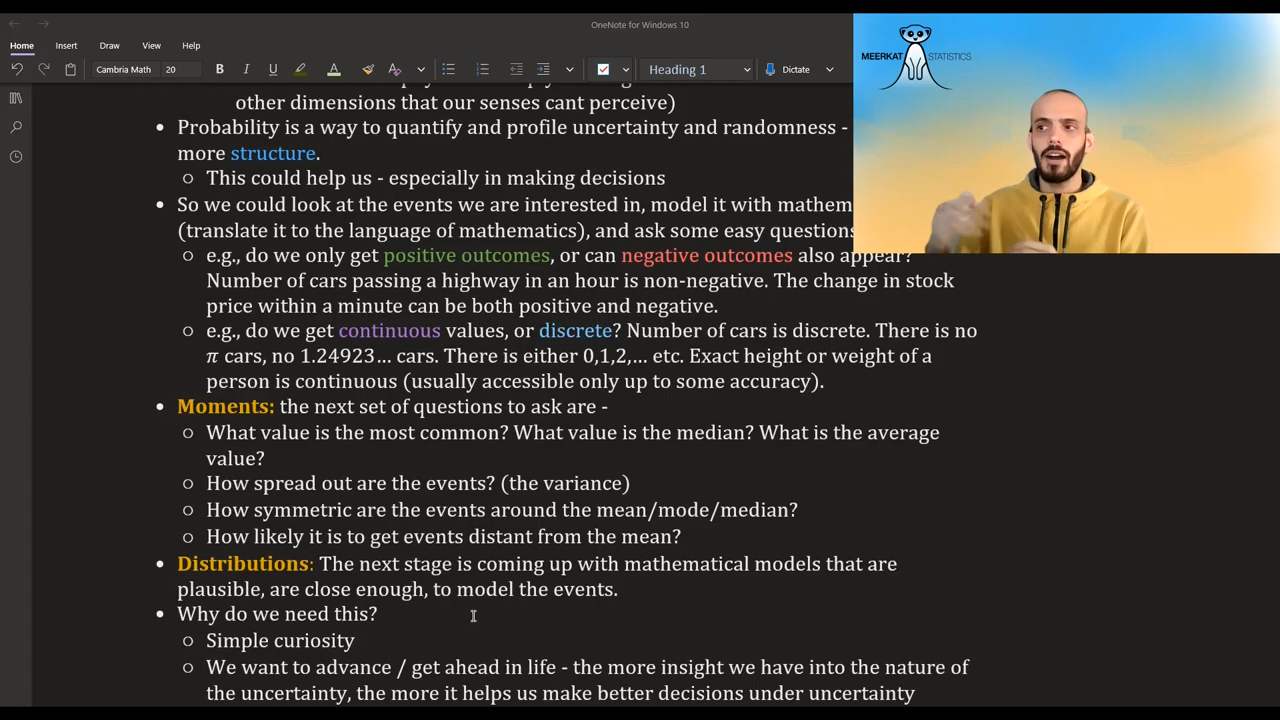 OneNote for Windows 10
Home Insert Draw View Help
Cambria Math 20 B I U A A Heading 1 Dictate
MEERKAT STATISTICS
other dimensions that our senses cant perceive)
• Probability is a way to quantify and profile uncertainty and randomness -
more structure.
○ This could help us - especially in making decisions
• So we could look at the events we are interested in, model it with mathem
(translate it to the language of mathematics), and ask some easy questions
○ e.g., do we only get positive outcomes, or can negative outcomes also appear?
Number of cars passing a highway in an hour is non-negative. The change in stock
price within a minute can be both positive and negative.
○ e.g., do we get continuous values, or discrete? Number of cars is discrete. There is no
π cars, no 1.24923... cars. There is either 0,1,2,... etc. Exact height or weight of a
person is continuous (usually accessible only up to some accuracy).
• Moments: the next set of questions to ask are -
○ What value is the most common? What value is the median? What is the average
value?
○ How spread out are the events? (the variance)
○ How symmetric are the events around the mean/mode/median?
○ How likely it is to get events distant from the mean?
• Distributions: The next stage is coming up with mathematical models that are
plausible, are close enough, to model the events.
• Why do we need this?
○ Simple curiosity
○ We want to advance / get ahead in life - the more insight we have into the nature of
the uncertainty, the more it helps us make better decisions under uncertainty